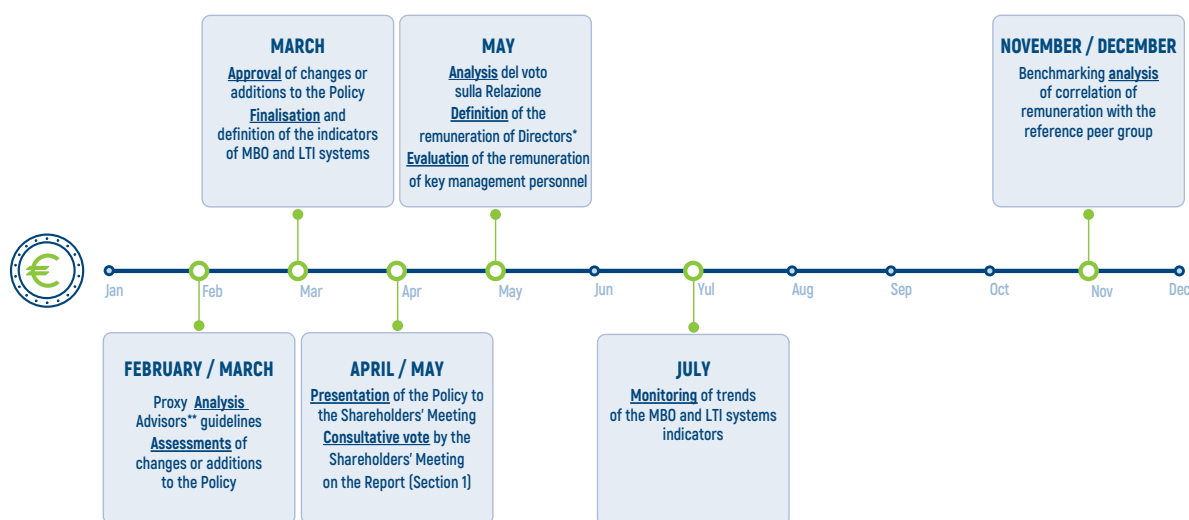 MARCH
Approval of changes or
additions to the Policy
Finalisation and
definition of the indicators
of MBO and LTI systems
MAY
Analysis del voto
sulla Relazione
Definition of the
remuneration of Directors*
Evaluation of the remuneration
of key management personnel
NOVEMBER / DECEMBER
Benchmarking analysis
of correlation of
remuneration with the
reference peer group
€
Jan
Feb
Mar
Apr
May
Jun
Yul
Aug
Sep
Oct
Nov
Dec
FEBRUARY / MARCH
Proxy Analysis
Advisors** guidelines
Assessments of
changes or additions
to the Policy
APRIL / MAY
Presentation of the Policy to
the Shareholders' Meeting
Consultative vote by the
Shareholders' Meeting
on the Report (Section 1)
JULY
Monitoring of trends
of the MBO and LTI systems
indicators